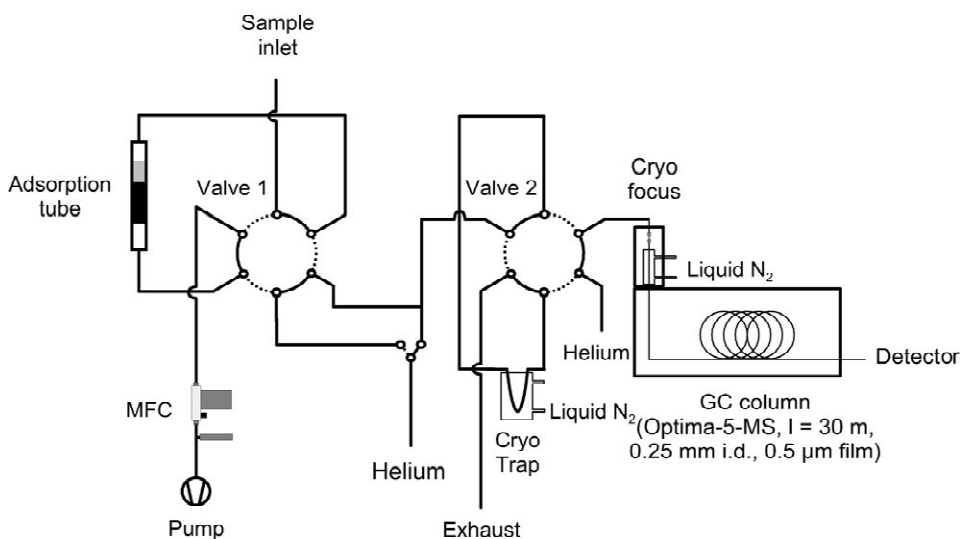 Sample
inlet
Adsorption
tube
Valve 1
Valve 2
Cryo
focus
Liquid N₂
Helium
Detector
MFC
Liquid N₂
Cryo
Trap
GC column
(Optima-5-MS, l = 30 m,
0.25 mm i.d., 0.5 µm film)
Helium
Pump
Exhaust